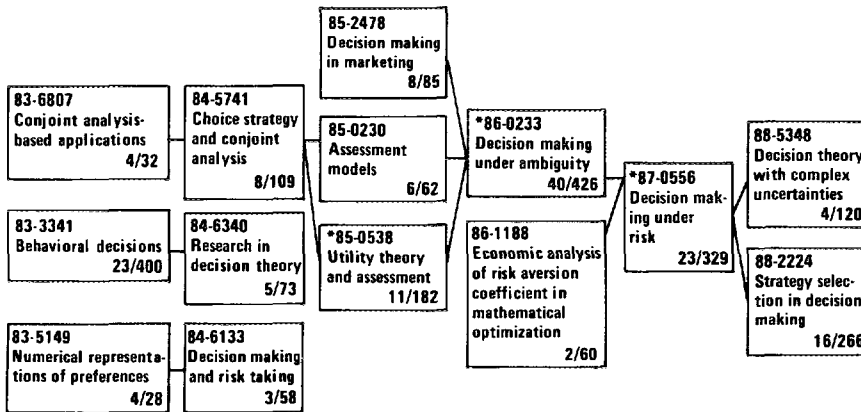 83-6807
Conjoint analysis-
based applications
4/32
83-3341
Behavioral decisions
23/400
83-5149
Numerical representa-
tions of preferences
4/28
84-5741
Choice strategy
and conjoint
analysis
8/109
84-6340
Research in
decision theory
5/73
84-6133
Decision making
and risk taking
3/58
85-2478
Decision making
in marketing
8/85
85-0230
Assessment
models
6/62
*85-0538
Utility theory
and assessment
11/182
*86-0233
Decision making
under ambiguity
40/426
86-1188
Economic analysis
of risk aversion
coefficient in
mathematical
optimization
2/60
*87-0556
Decision mak-
ing under
risk
23/329
88-5348
Decision theory
with complex
uncertainties
4/120
88-2224
Strategy selec-
tion in decision
making
16/266